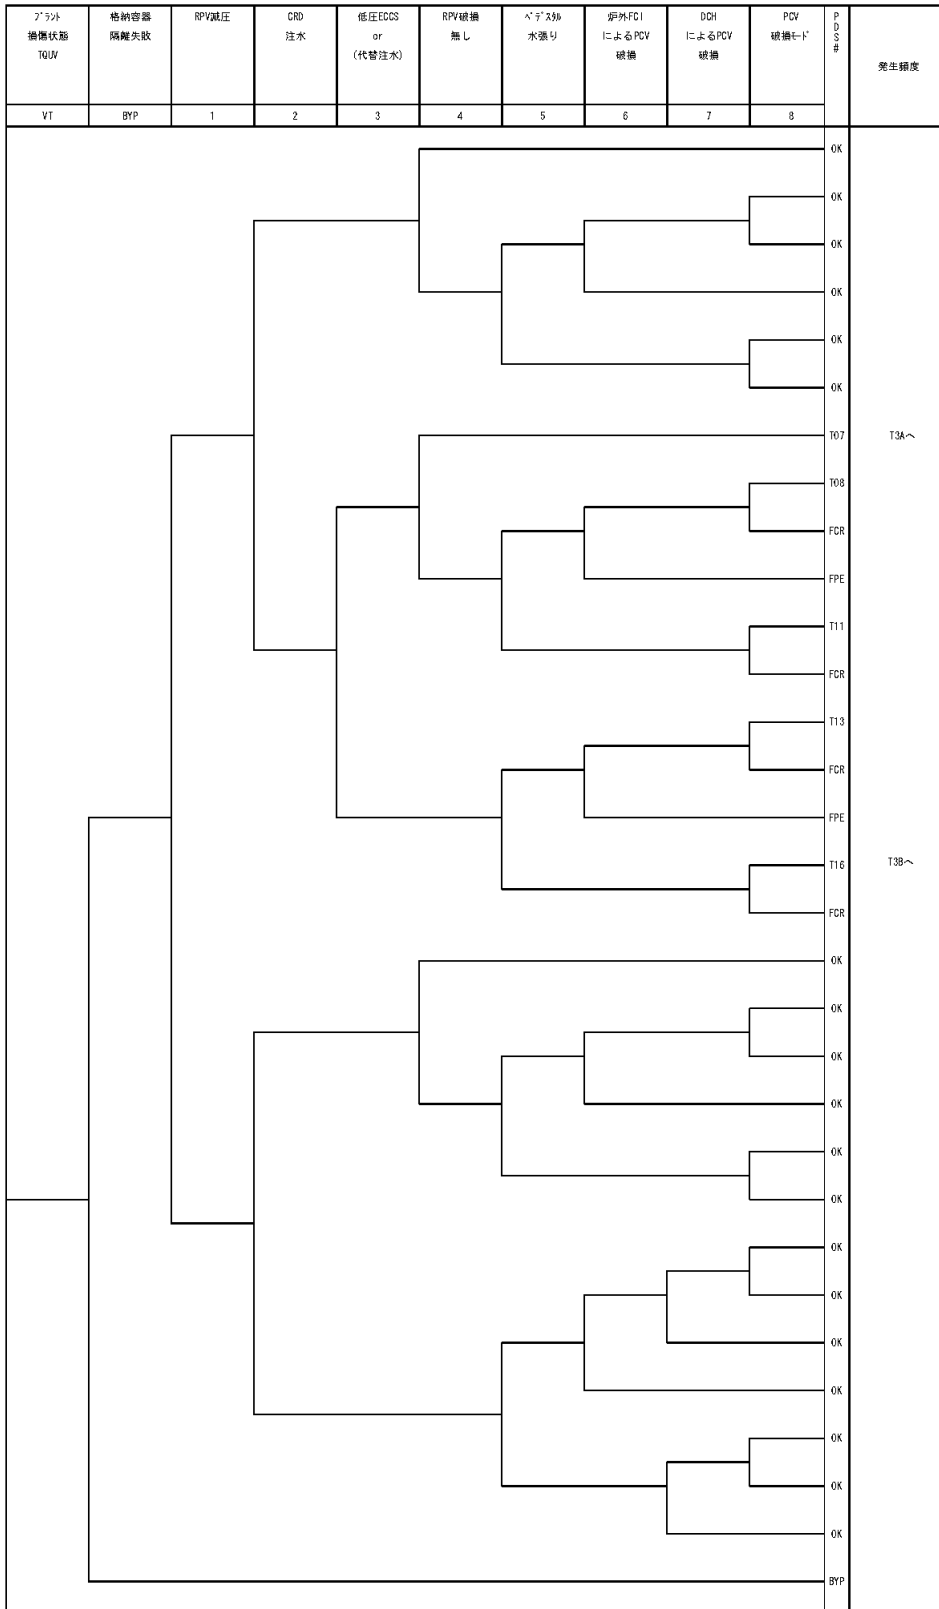 プラント
損傷状態
TQUV
格納容器
隔離失敗
RPV減圧
CRD
注水
低圧ECCS
or
(代替注水)
RPV破損
無し
ペデスタル
水張り
炉外FCI
によるPCV
破損
DCH
によるPCV
破損
PCV
破損モード
PDS#
発生頻度
VT BYP 1 2 3 4 5 6 7 8
OK
OK
OK
OK
OK
OK
T07 T3Aへ
T08
FCR
FPE
T11
FCR
T13
FCR
FPE
T16 T3Bへ
FCR
OK
OK
OK
OK
OK
OK
OK
OK
OK
OK
OK
OK
OK
BYP